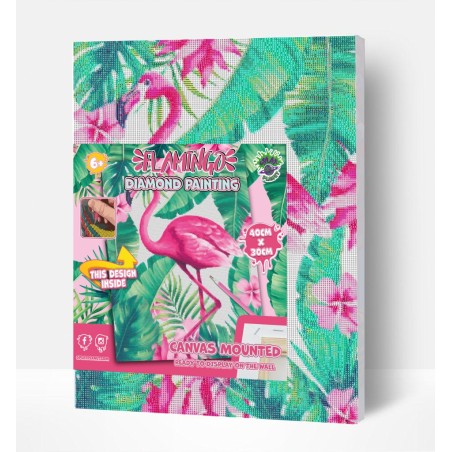 6+
FLAMINGO
DIAMOND PAINTING
40CM
X
30CM
THIS DESIGN
INSIDE
CANVAS MOUNTED
READY TO DISPLAY ON THE WALL